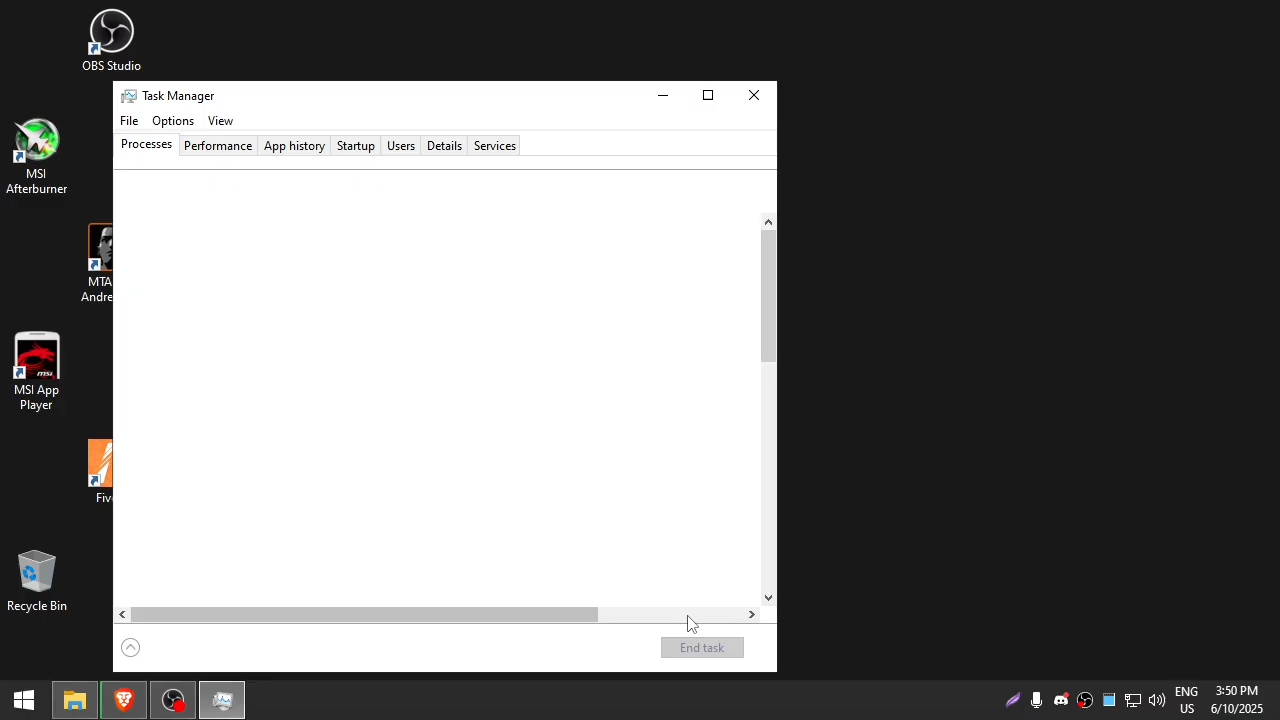 OBS Studio
Task Manager
File Options View
Processes Performance App history Startup Users Details Services
MSI
Afterburner
MTA
Andre
MSI App
Player
msi
Fiv
Recycle Bin
End task
ENG
US
3:50 PM
6/10/2025